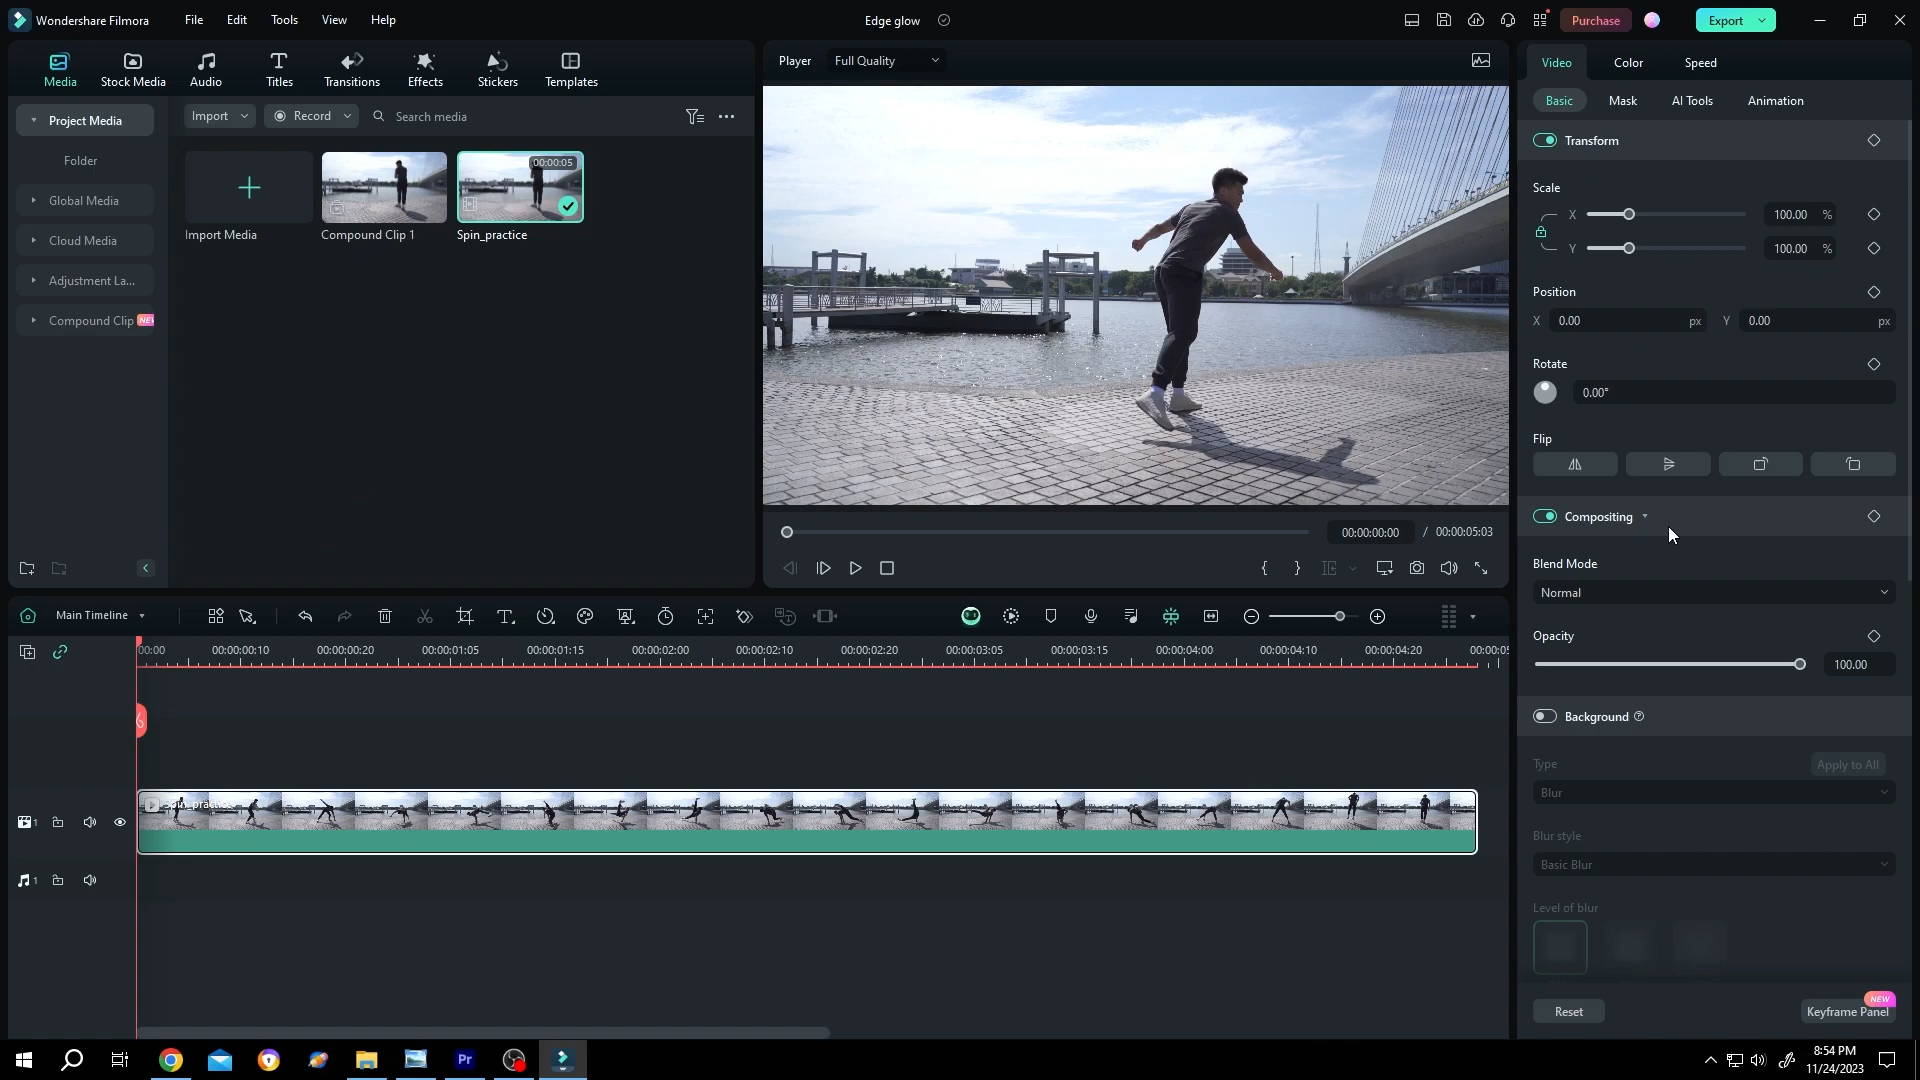 Wondershare Filmora
File Edit Tools View Help
Edge glow
Purchase
Export
Media
Stock Media
Audio
Titles
Transitions
Effects
Stickers
Templates
Player
Full Quality
Video
Color
Speed
Project Media
Folder
Global Media
Cloud Media
Adjustment La...
Compound Clip
Import
Record
Search media
Import Media
Compound Clip 1
00:00:05
Spin_practice
Basic
Mask
AI Tools
Animation
Transform
Scale
X 100.00 %
Y 100.00 %
Position
X 0.00 px Y 0.00 px
Rotate
0.00°
Flip
Compositing
Blend Mode
Normal
Opacity
100.00
Background
Type
Apply to All
Blur
Blur style
Basic Blur
Level of blur
Reset
NEW
Keyframe Panel
00:00:00:00 / 00:00:05:03
Main Timeline
00:00 00:00:00:10 00:00:00:20 00:00:01:05 00:00:01:15 00:00:02:00 00:00:02:10 00:00:02:20 00:00:03:05 00:00:03:15 00:00:04:00 00:00:04:10 00:00:04:20
1
1
Pr
8:54 PM
11/24/2023